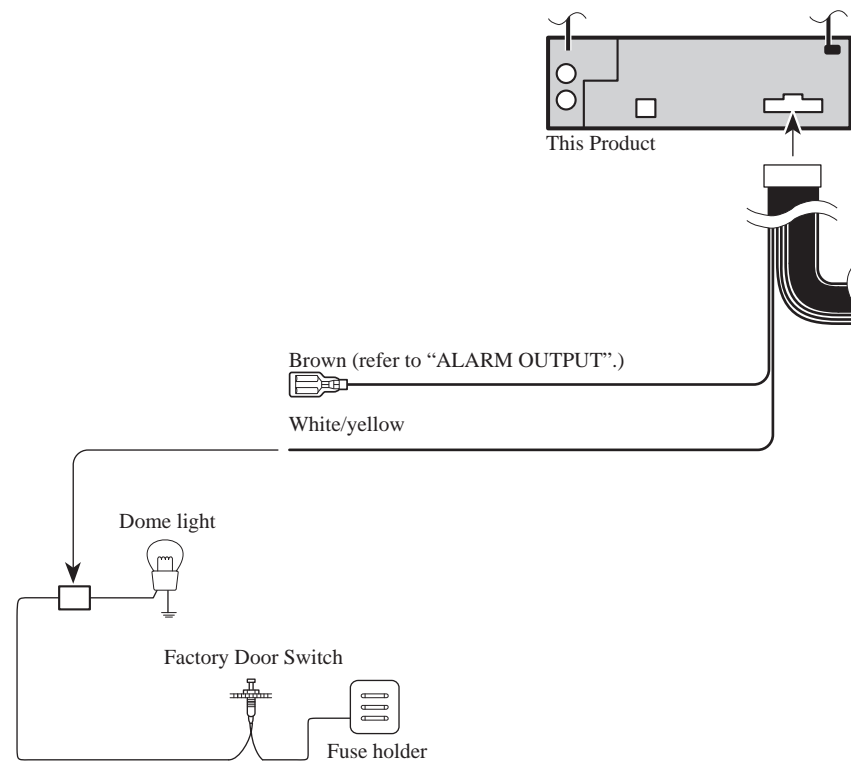 This Product
Brown (refer to “ALARM OUTPUT”.)
White/yellow
Dome light
Factory Door Switch
Fuse holder